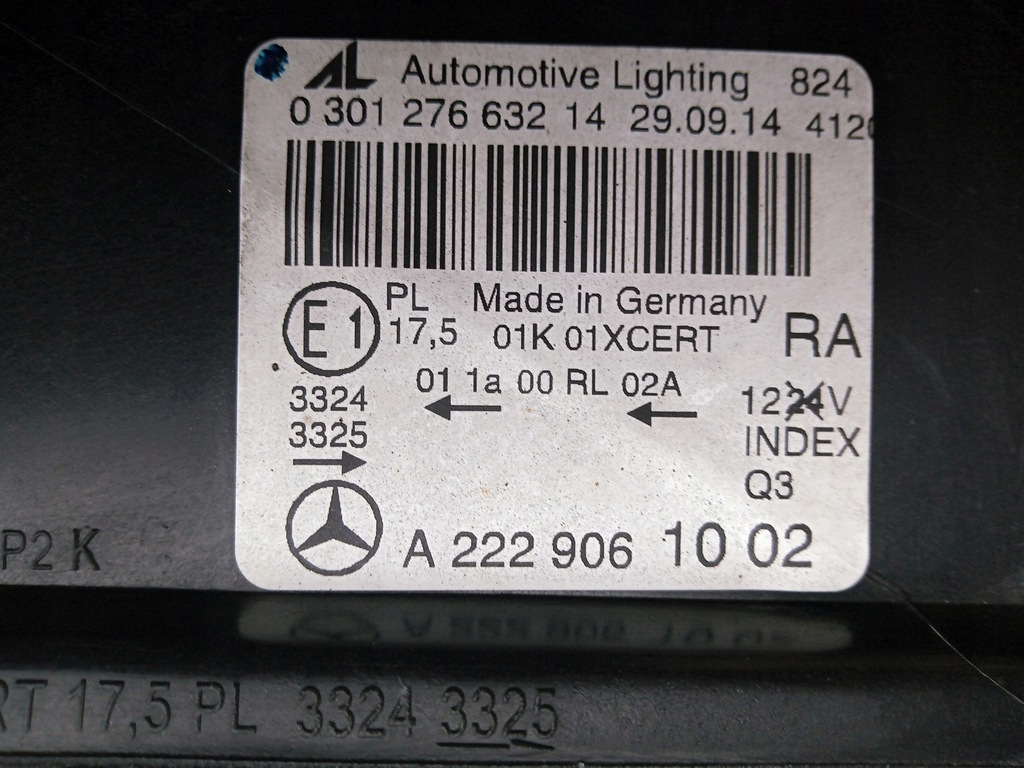 AL Automotive Lighting 824
0 301 276 632 14 29.09.14 412
E1 PL Made in Germany
17,5 01K 01XCERT RA
01 1a 00 RL 02A
3324 1224V
3325 INDEX
Q3
A 222 906 10 02
P2 K
RT 17,5 PL 3324 3325